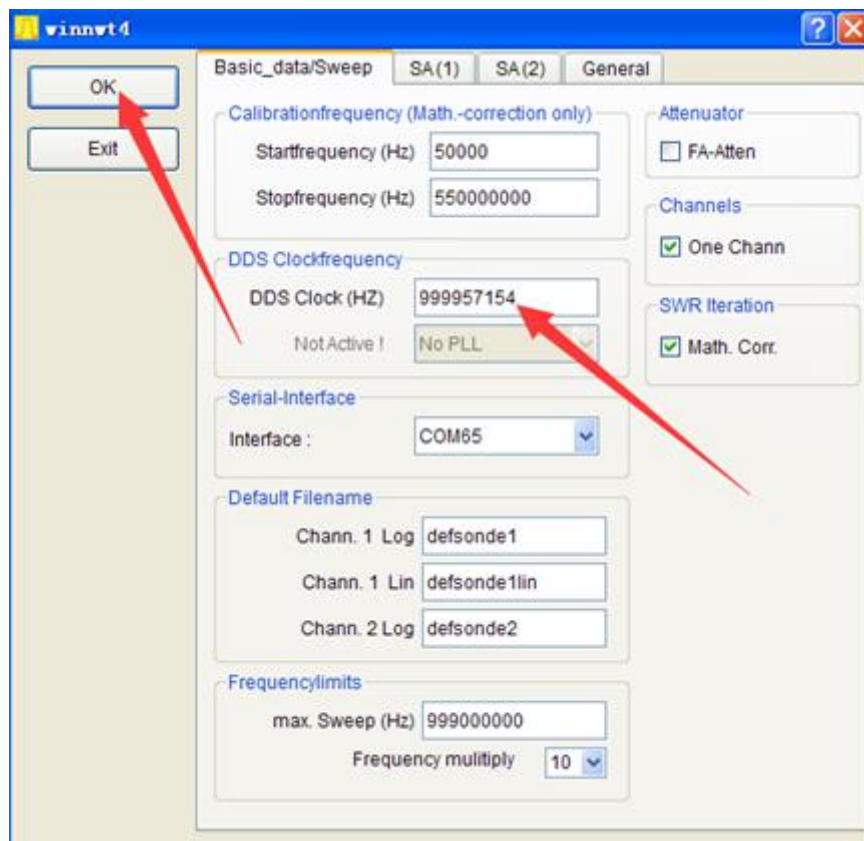 winnwt4
OK
Exit
Basic_data/Sweep SA(1) SA(2) General
Calibrationfrequency (Math.-correction only)
Startfrequency (Hz) 50000
Stopfrequency (Hz) 550000000
DDS Clockfrequency
DDS Clock (HZ) 999957154
Not Active ! No PLL
Serial-Interface
Interface : COM65
Default Filename
Chann. 1 Log defsonde1
Chann. 1 Lin defsonde1lin
Chann. 2 Log defsonde2
Frequencylimits
max. Sweep (Hz) 999000000
Frequency mulitiply 10
Attenuator
FA-Atten
Channels
One Chann
SWR Iteration
Math. Corr.